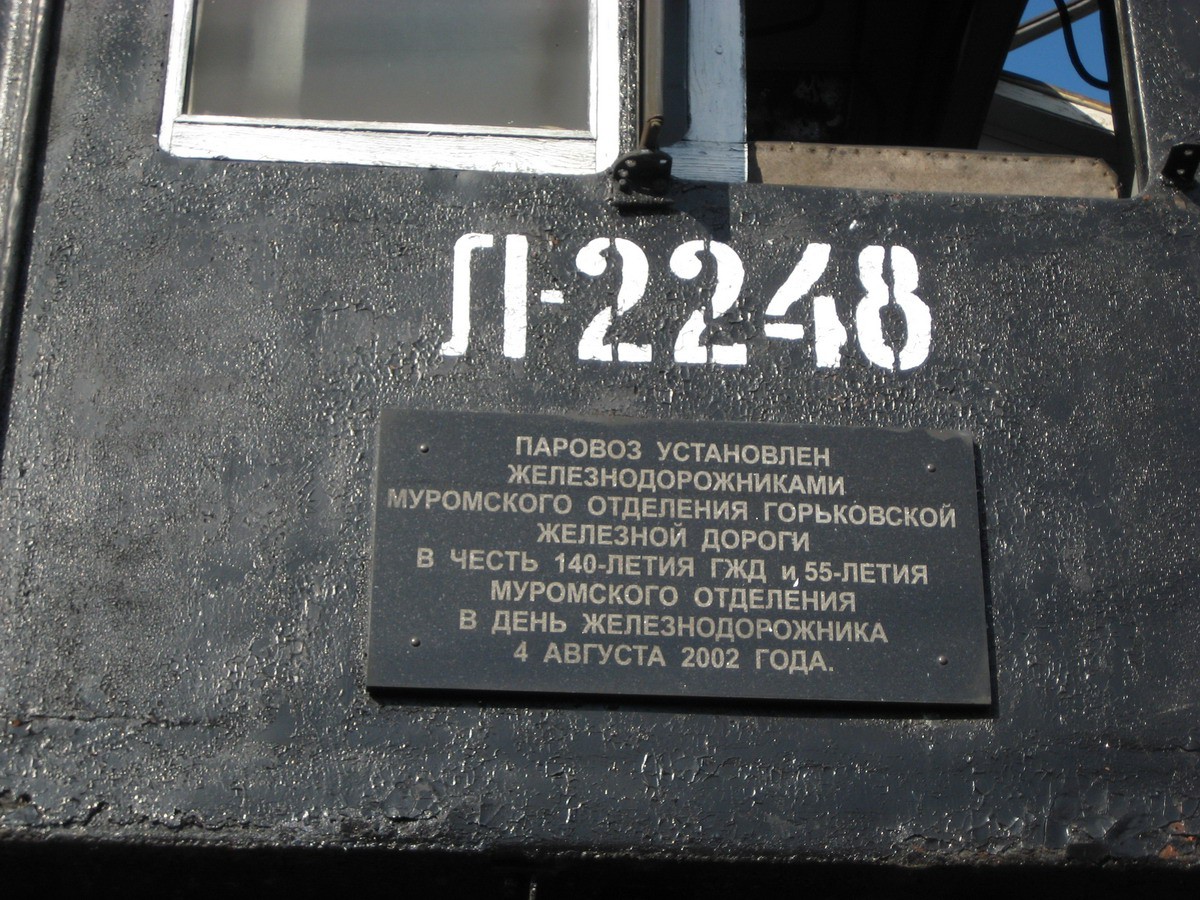 Л-2248
ПАРОВОЗ УСТАНОВЛЕН
ЖЕЛЕЗНОДОРОЖНИКАМИ
МУРОМСКОГО ОТДЕЛЕНИЯ ГОРЬКОВСКОЙ
ЖЕЛЕЗНОЙ ДОРОГИ
В ЧЕСТЬ 140-ЛЕТИЯ ГЖД и 55-ЛЕТИЯ
МУРОМСКОГО ОТДЕЛЕНИЯ
В ДЕНЬ ЖЕЛЕЗНОДОРОЖНИКА
4 АВГУСТА 2002 ГОДА.